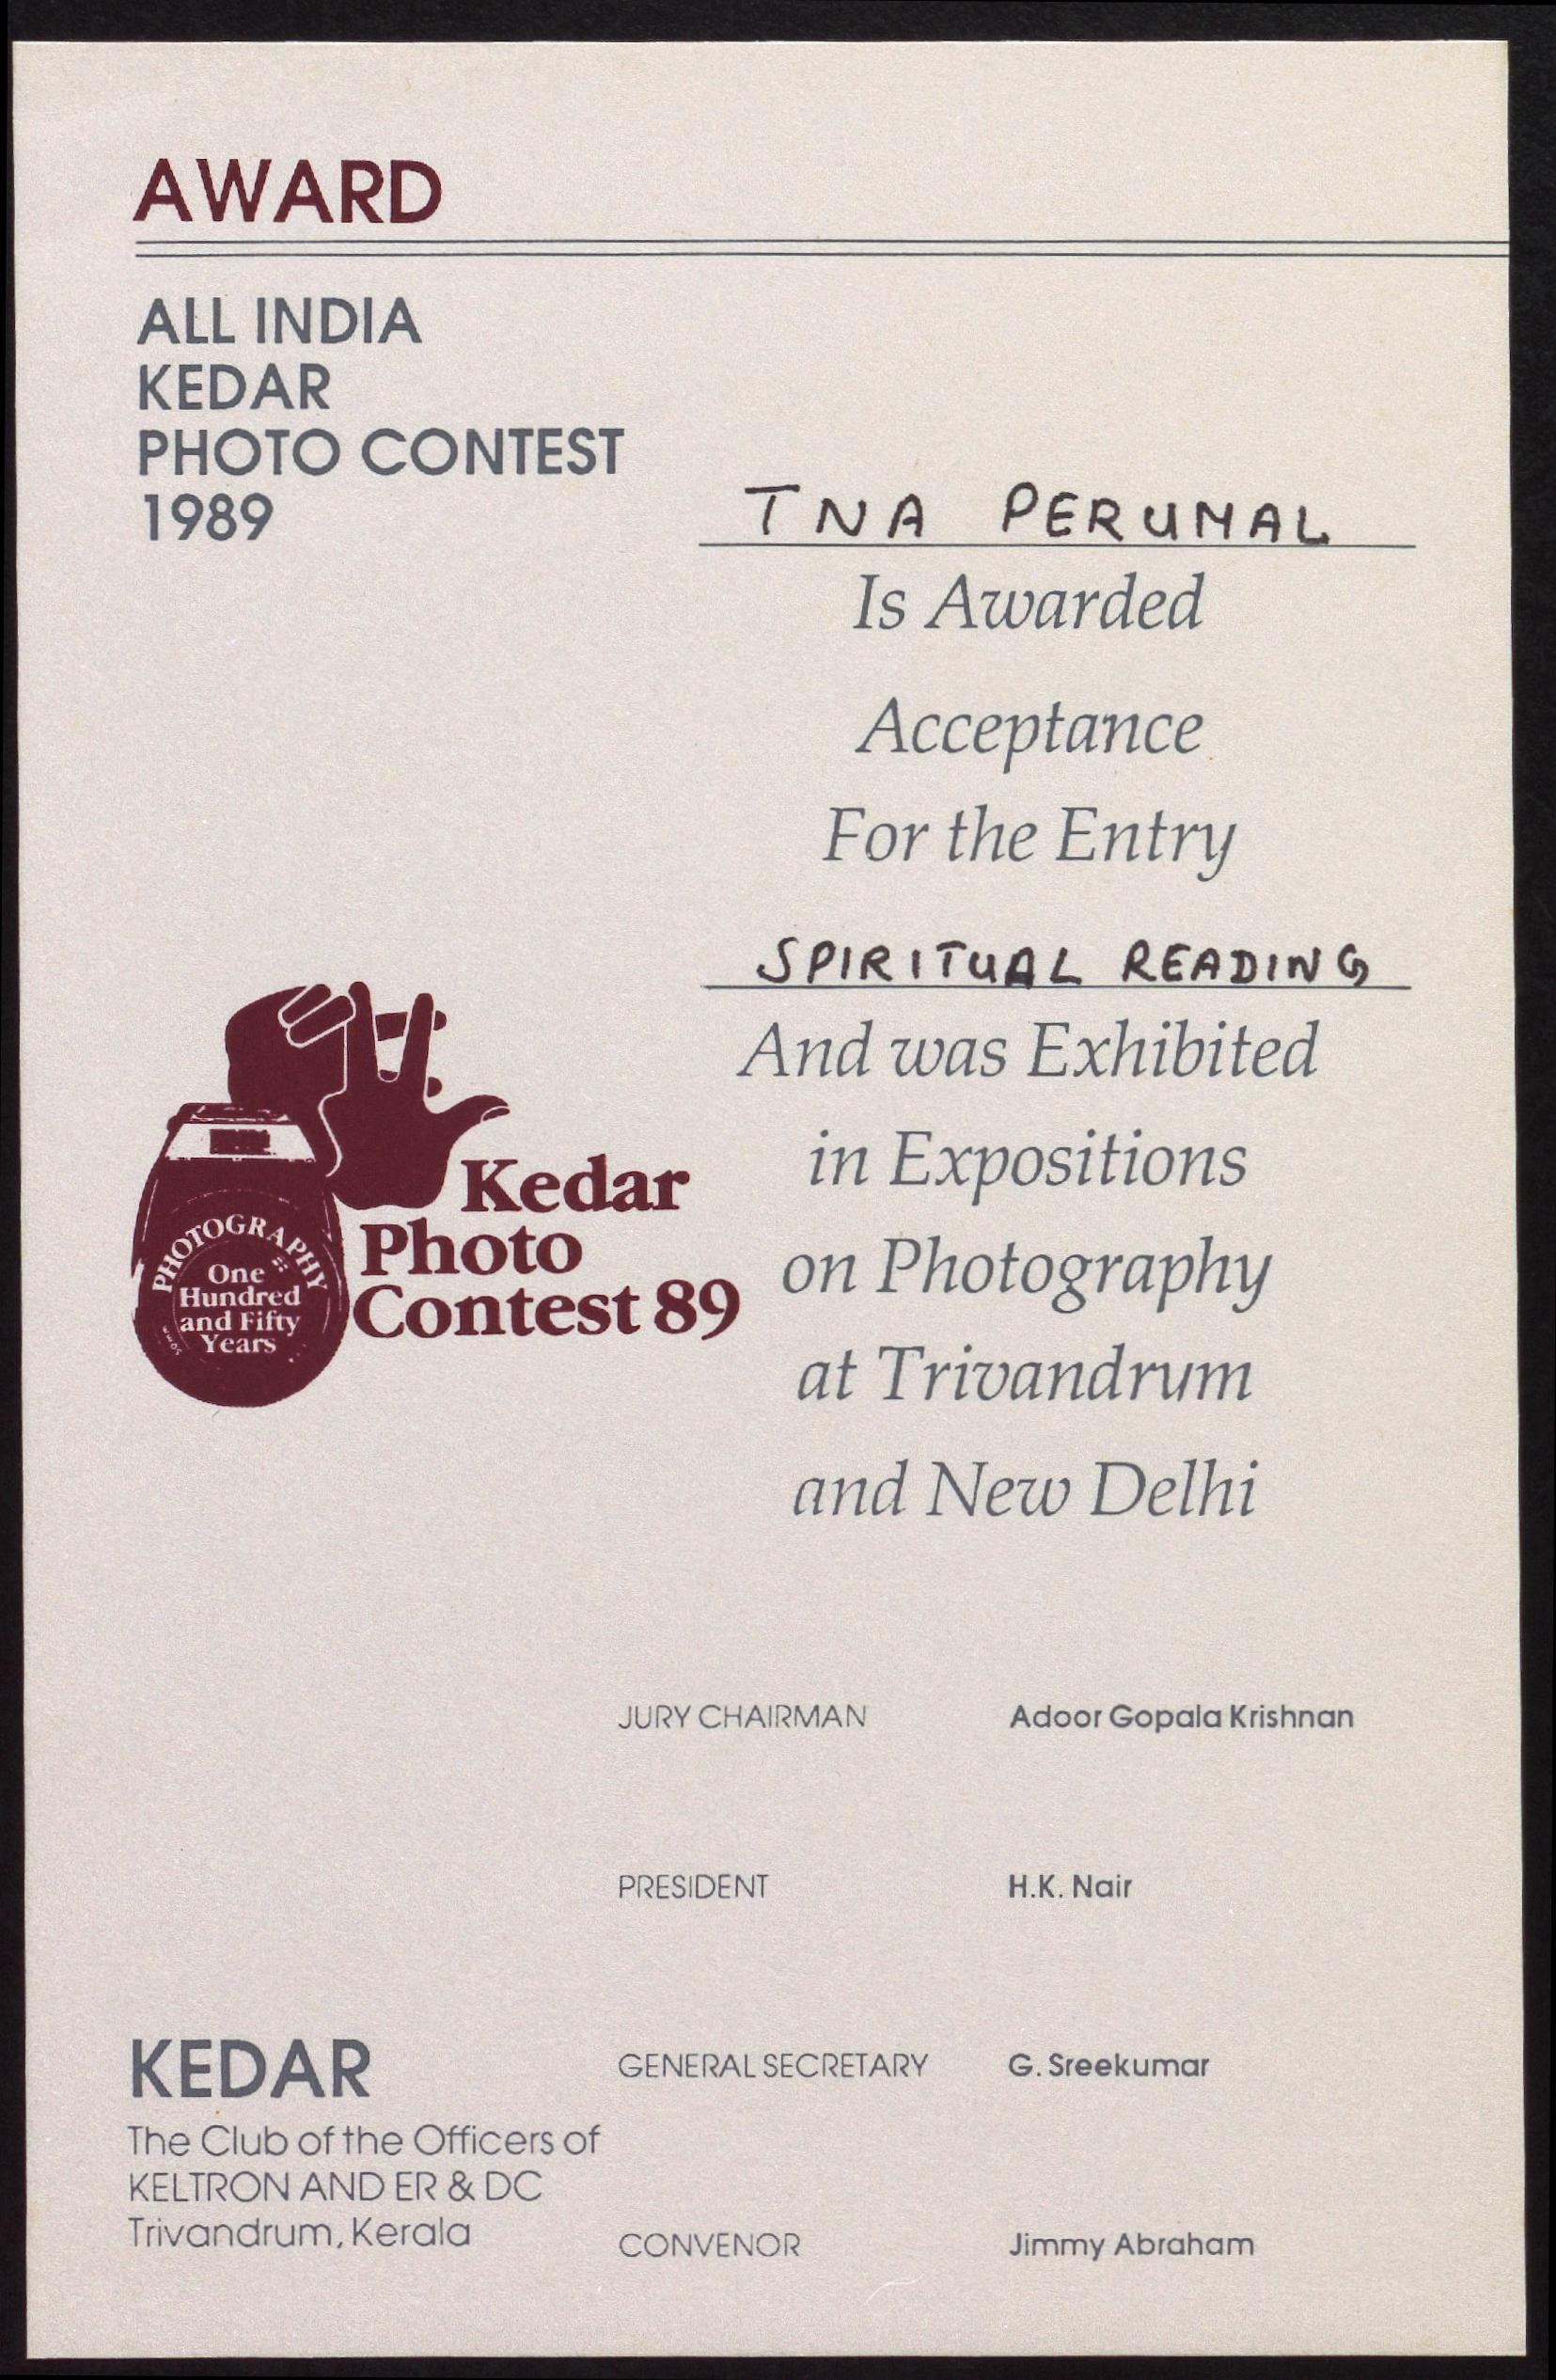 AWARD
ALL INDIA
KEDAR
PHOTO CONTEST
1989
TNA PERUMAL
Is Awarded
Acceptance
For the Entry
SPIRITUAL READING
And was Exhibited
in Expositions
on Photography
at Trivandrum
and New Delhi
PHOTOGRAPHY
One
Hundred
and Fifty
Years
Kedar
Photo
Contest 89
JURY CHAIRMAN Adoor Gopala Krishnan
PRESIDENT H.K. Nair
GENERAL SECRETARY G. Sreekumar
CONVENOR Jimmy Abraham
KEDAR
The Club of the Officers of
KELTRON AND ER & DC
Trivandrum, Kerala